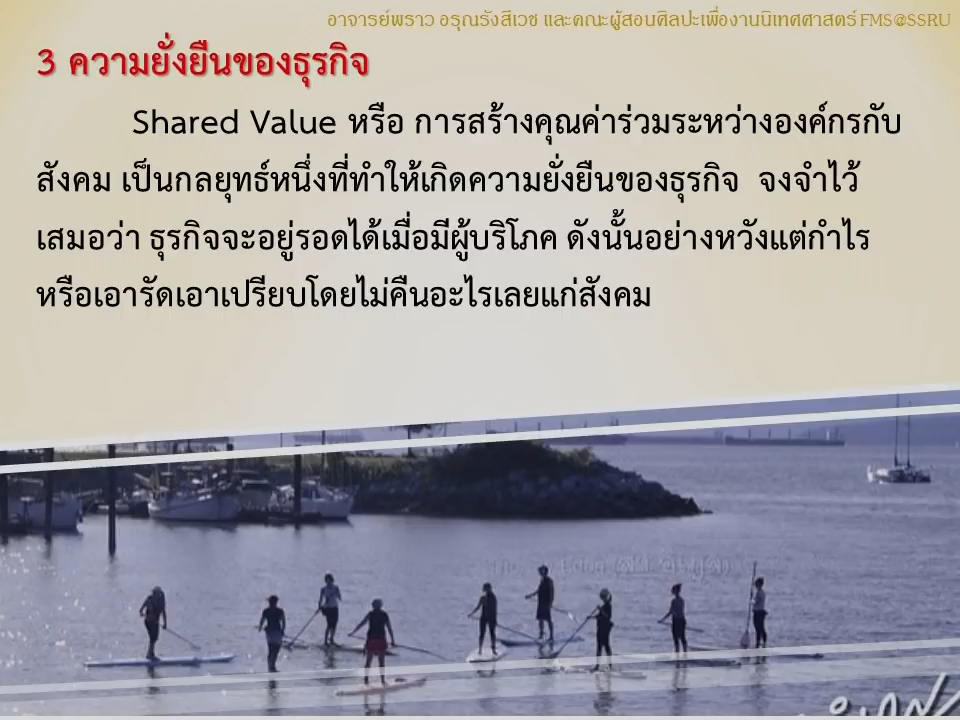 อาจารย์พราว อรุณรังสีเวช และคณะผู้สอนศิลปะเพื่องานนิเทศศาสตร์ FMS@SSRU
3 ความยั่งยืนของธุรกิจ
Shared Value หรือ การสร้างคุณค่าร่วมระหว่างองค์กรกับ
สังคม เป็นกลยุทธ์หนึ่งที่ทำให้เกิดความยั่งยืนของธุรกิจ จงจำไว้
เสมอว่า ธุรกิจจะอยู่รอดได้เมื่อมีผู้บริโภค ดังนั้นอย่างหวังแต่กำไร
หรือเอารัดเอาเปรียบโดยไม่คืนอะไรเลยแก่สังคม